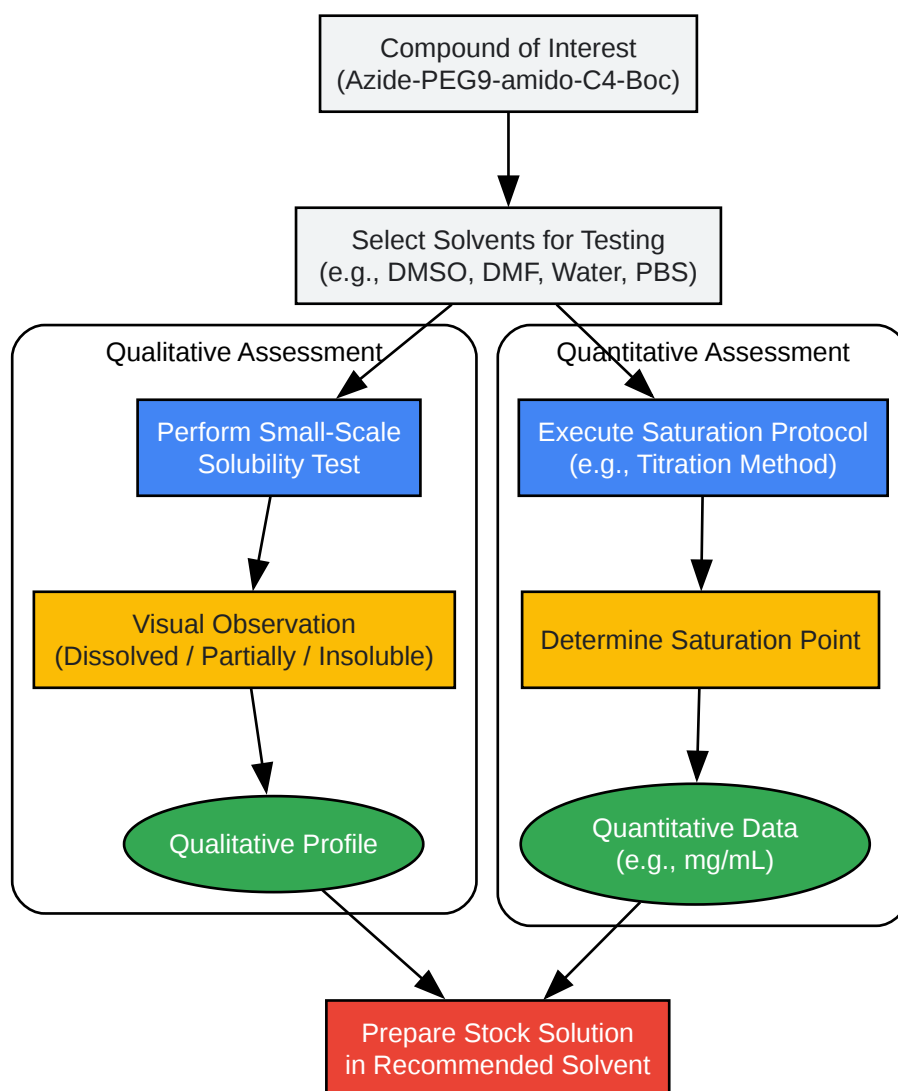 Compound of Interest
(Azide-PEG9-amido-C4-Boc)
Select Solvents for Testing
(e.g., DMSO, DMF, Water, PBS)
Qualitative Assessment
Perform Small-Scale
Solubility Test
Visual Observation
(Dissolved / Partially / Insoluble)
Qualitative Profile
Quantitative Assessment
Execute Saturation Protocol
(e.g., Titration Method)
Determine Saturation Point
Quantitative Data
(e.g., mg/mL)
Prepare Stock Solution
in Recommended Solvent